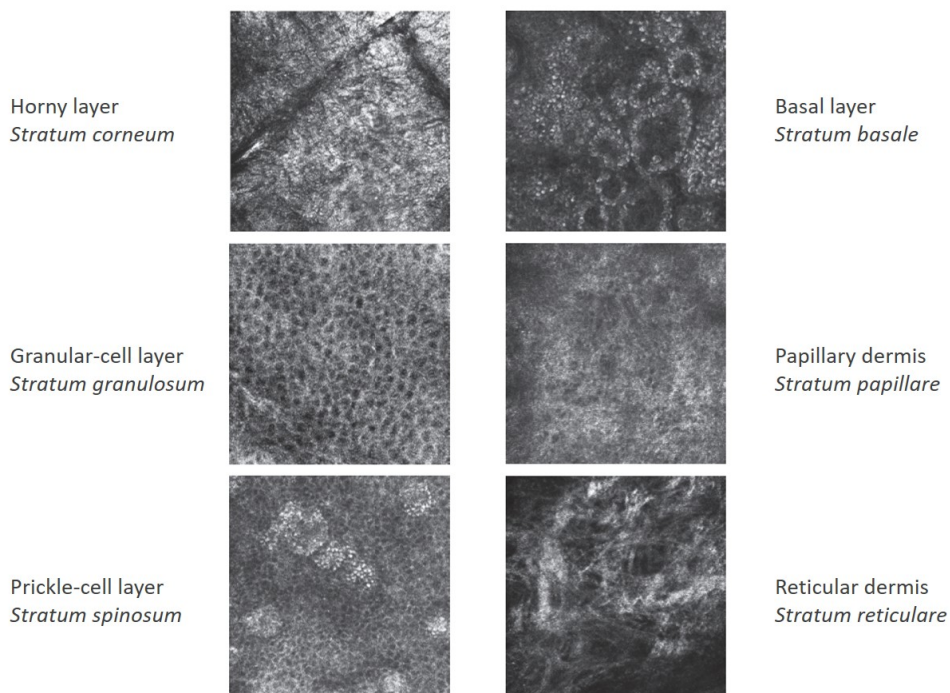 Horny layer
Stratum corneum
Granular-cell layer
Stratum granulosum
Prickle-cell layer
Stratum spinosum
Basal layer
Stratum basale
Papillary dermis
Stratum papillare
Reticular dermis
Stratum reticulare